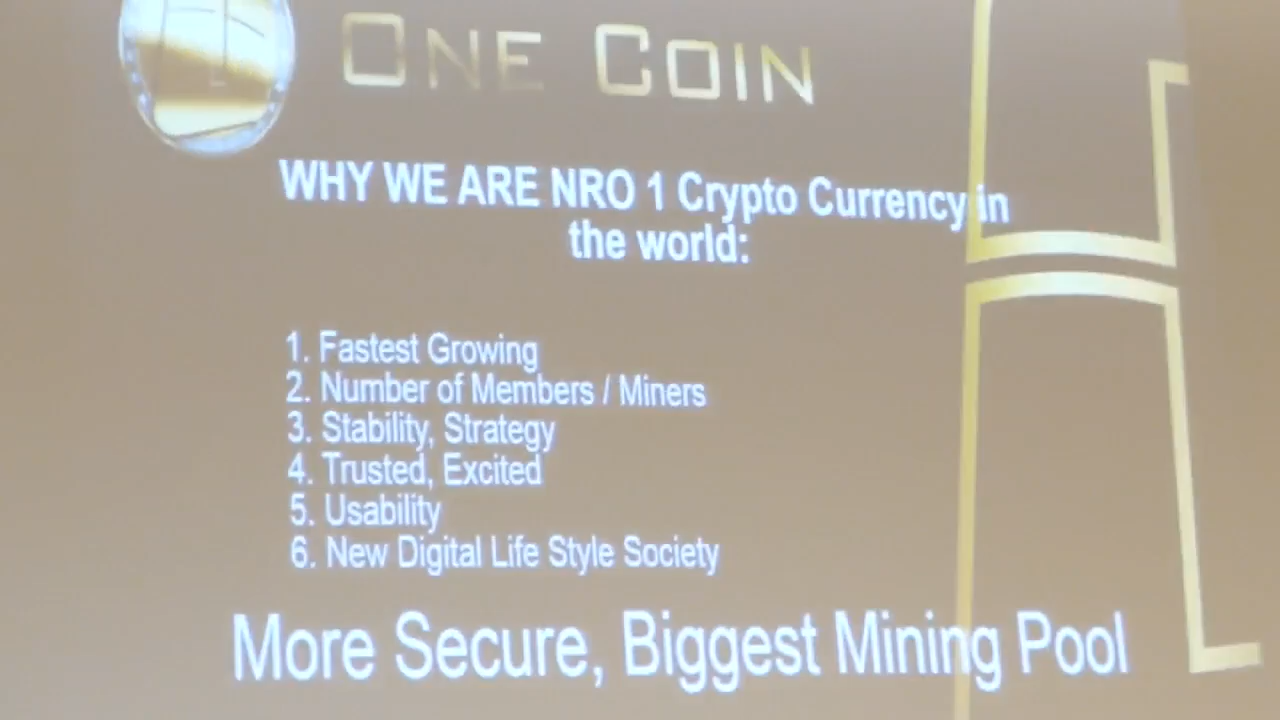 ONE COIN
WHY WE ARE NRO 1 Crypto Currency in
the world:
1. Fastest Growing
2. Number of Members / Miners
3. Stability, Strategy
4. Trusted, Excited
5. Usability
6. New Digital Life Style Society
More Secure, Biggest Mining Pool